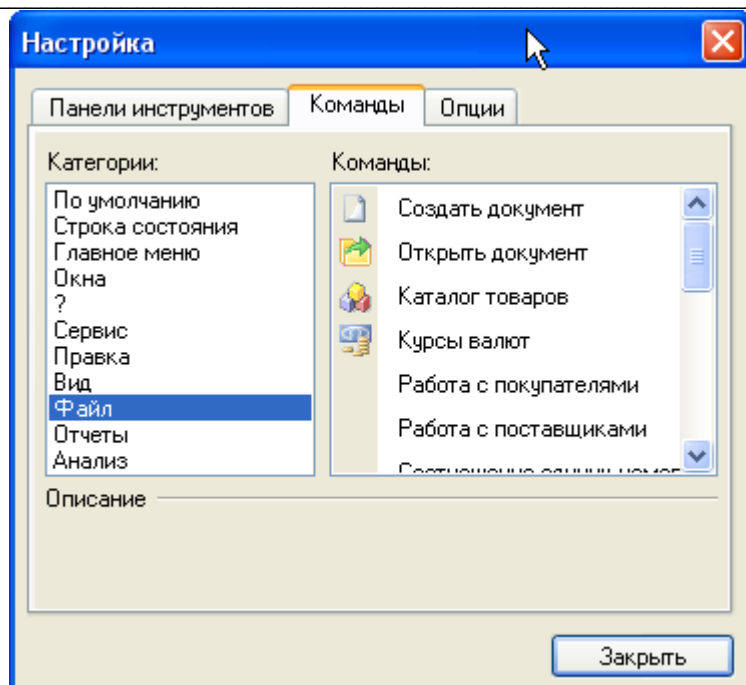 Настройка
Панели инструментов Команды Опции
Категории: Команды:
По умолчанию
Строка состояния
Главное меню
Окна
?
Сервис
Правка
Вид
Файл
Отчеты
Анализ
Создать документ
Открыть документ
Каталог товаров
Курсы валют
Работа с покупателями
Работа с поставщиками
Описание
Закрыть